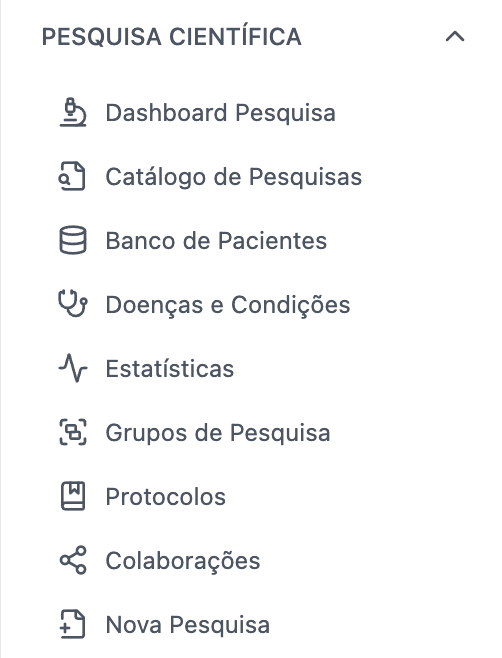 PESQUISA CIENTÍFICA
Dashboard Pesquisa
Catálogo de Pesquisas
Banco de Pacientes
Doenças e Condições
Estatísticas
Grupos de Pesquisa
Protocolos
Colaborações
Nova Pesquisa